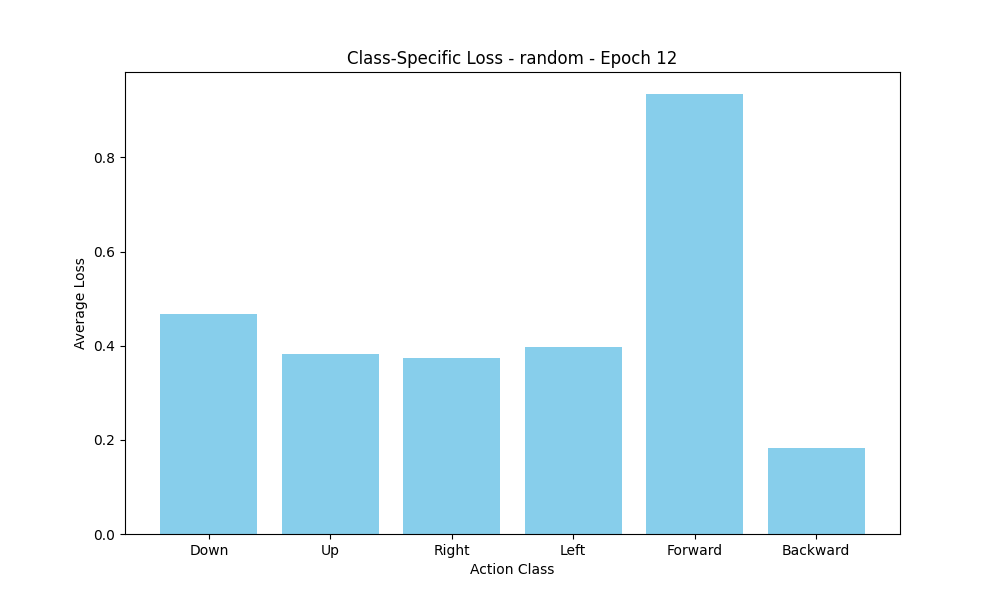 Class-Specific Loss - random - Epoch 12
Average Loss
0.8
0.6
0.4
0.2
0.0
Down Up Right Left Forward Backward
Action Class